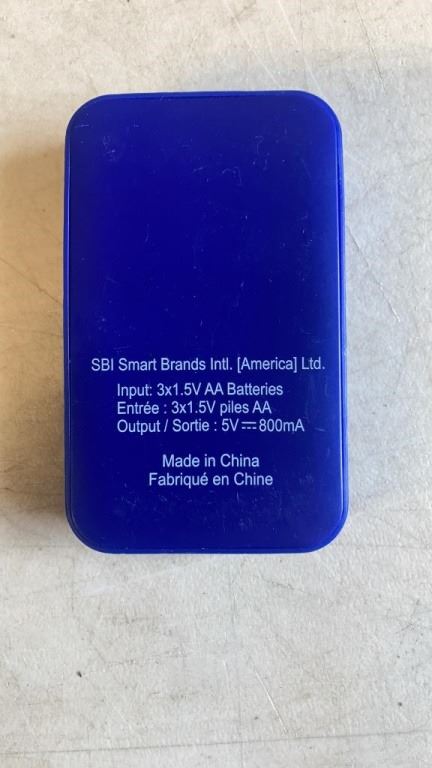 SBI Smart Brands Intl. [America] Ltd.
Input: 3x1.5V AA Batteries
Entrée : 3x1.5V piles AA
Output / Sortie : 5V⎓800mA
Made in China
Fabriqué en Chine